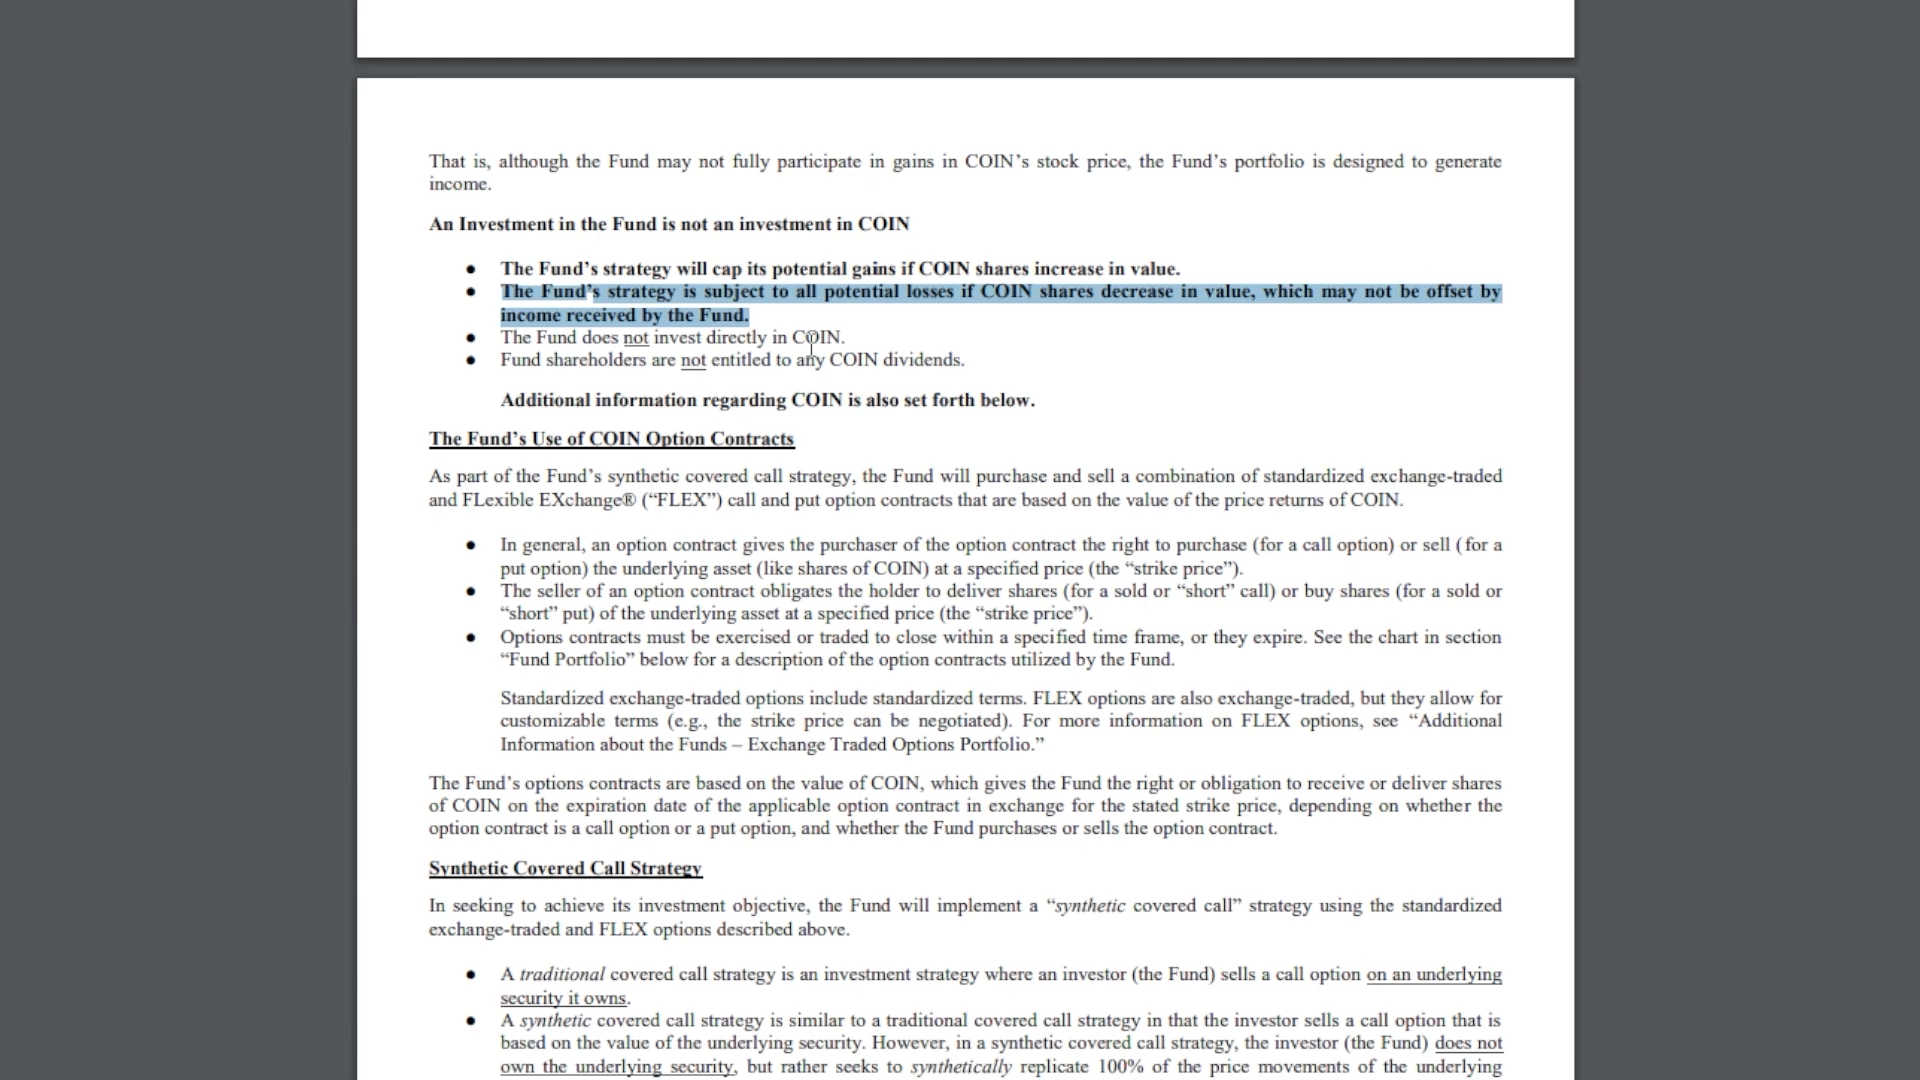 That is, although the Fund may not fully participate in gains in COIN’s stock price, the Fund’s portfolio is designed to generate
income.
An Investment in the Fund is not an investment in COIN
● The Fund’s strategy will cap its potential gains if COIN shares increase in value.
● The Fund’s strategy is subject to all potential losses if COIN shares decrease in value, which may not be offset by
income received by the Fund.
● The Fund does not invest directly in COIN.
● Fund shareholders are not entitled to any COIN dividends.
Additional information regarding COIN is also set forth below.
The Fund’s Use of COIN Option Contracts
As part of the Fund’s synthetic covered call strategy, the Fund will purchase and sell a combination of standardized exchange-traded
and FLexible EXchange® (“FLEX”) call and put option contracts that are based on the value of the price returns of COIN.
● In general, an option contract gives the purchaser of the option contract the right to purchase (for a call option) or sell (for a
put option) the underlying asset (like shares of COIN) at a specified price (the “strike price”).
● The seller of an option contract obligates the holder to deliver shares (for a sold or “short” call) or buy shares (for a sold or
“short” put) of the underlying asset at a specified price (the “strike price”).
● Options contracts must be exercised or traded to close within a specified time frame, or they expire. See the chart in section
“Fund Portfolio” below for a description of the option contracts utilized by the Fund.
Standardized exchange-traded options include standardized terms. FLEX options are also exchange-traded, but they allow for
customizable terms (e.g., the strike price can be negotiated). For more information on FLEX options, see “Additional
Information about the Funds – Exchange Traded Options Portfolio.”
The Fund’s options contracts are based on the value of COIN, which gives the Fund the right or obligation to receive or deliver shares
of COIN on the expiration date of the applicable option contract in exchange for the stated strike price, depending on whether the
option contract is a call option or a put option, and whether the Fund purchases or sells the option contract.
Synthetic Covered Call Strategy
In seeking to achieve its investment objective, the Fund will implement a “synthetic covered call” strategy using the standardized
exchange-traded and FLEX options described above.
● A traditional covered call strategy is an investment strategy where an investor (the Fund) sells a call option on an underlying
security it owns.
● A synthetic covered call strategy is similar to a traditional covered call strategy in that the investor sells a call option that is
based on the value of the underlying security. However, in a synthetic covered call strategy, the investor (the Fund) does not
own the underlying security, but rather seeks to synthetically replicate 100% of the price movements of the underlying